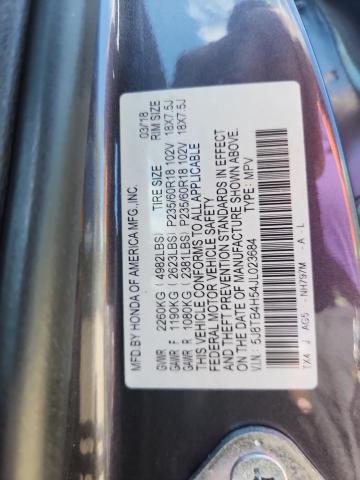 MFD.BY HONDA OF AMERICA MFG.,INC. 03/18
TIRE SIZE RIM SIZE
GVWR 2260KG (4982LBS)
GAWR F 1190KG (2623LBS) P235/60R18 102V 18X7.5J
GAWR R 1080KG (2381LBS) P235/60R18 102V 18X7.5J
THIS VEHICLE CONFORMS TO ALL APPLICABLE
FEDERAL MOTOR VEHICLE SAFETY
AND THEFT PREVENTION STANDARDS IN EFFECT
ON THE DATE OF MANUFACTURE SHOWN ABOVE.
V.I.N: 5J8TB4H54JL023684 TYPE: MPV
TX4 J AG5 NH797M A - L